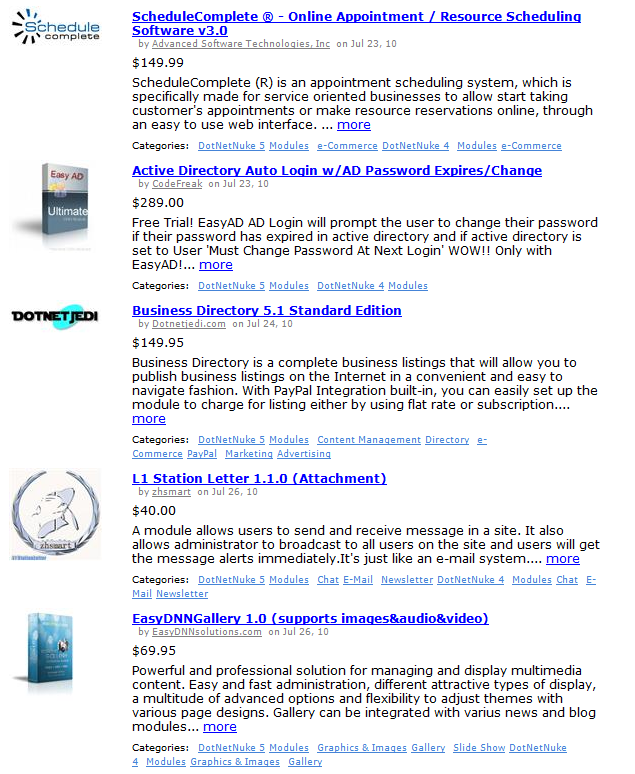 Schedule
complete
ScheduleComplete ® - Online Appointment / Resource Scheduling
Software v3.0
by Advanced Software Technologies, Inc on Jul 23, 10
$149.99
ScheduleComplete (R) is an appointment scheduling system, which is
specifically made for service oriented businesses to allow start taking
customer's appointments or make resource reservations online, through
an easy to use web interface. ... more
Categories: DotNetNuke 5 Modules e-Commerce DotNetNuke 4 Modules e-Commerce
Easy AD
Ultimate
Active Directory Auto Login w/AD Password Expires/Change
by CodeFreak on Jul 23, 10
$289.00
Free Trial! EasyAD AD Login will prompt the user to change their password
if their password has expired in active directory and if active directory is
set to User 'Must Change Password At Next Login' WOW!! Only with
EasyAD!... more
Categories: DotNetNuke 5 Modules DotNetNuke 4 Modules
DOTNETJEDI
Business Directory 5.1 Standard Edition
by Dotnetjedi.com on Jul 24, 10
$149.95
Business Directory is a complete business listings that will allow you to
publish business listings on the Internet in a convenient and easy to
navigate fashion. With PayPal Integration built-in, you can easily set up the
module to charge for listing either by using flat rate or subscription....
more
Categories: DotNetNuke 5 Modules Content Management Directory e-
Commerce PayPal Marketing Advertising
zhsmart
L1 Station Letter 1.1.0 (Attachment)
by zhsmart on Jul 26, 10
$40.00
A module allows users to send and receive message in a site. It also
allows administrator to broadcast to all users on the site and users will get
the message alerts immediately.It's just like an e-mail system.... more
Categories: DotNetNuke 5 Modules Chat E-Mail Newsletter DotNetNuke 4 Modules Chat E-
Mail Newsletter
EasyDNNGallery 1.0 (supports images&audio&video)
by EasyDNNsolutions.com on Jul 26, 10
$69.95
Powerful and professional solution for managing and display multimedia
content. Easy and fast administration, different attractive types of display,
a multitude of advanced options and flexibility to adjust themes with
various page designs. Gallery can be integrated with varius news and blog
modules... more
Categories: DotNetNuke 5 Modules Graphics & Images Gallery Slide Show DotNetNuke
4 Modules Graphics & Images Gallery